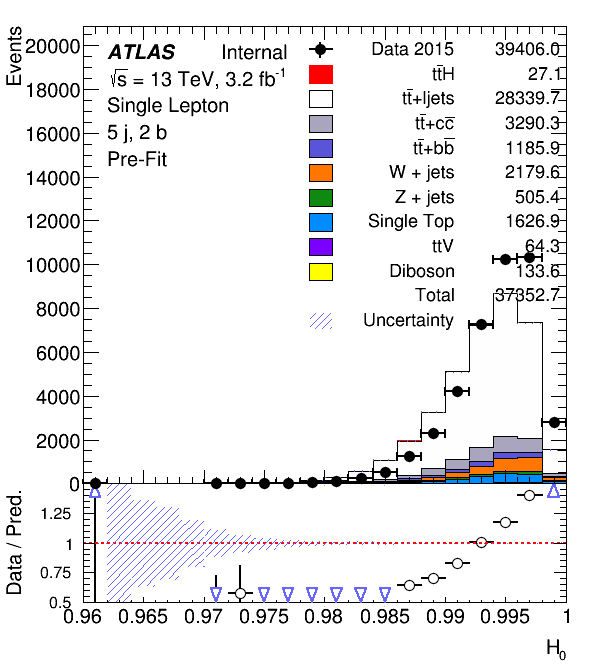 Events
20000
18000
16000
14000
12000
10000
8000
6000
4000
2000
0
ATLAS Internal
√s = 13 TeV, 3.2 fb⁻¹
Single Lepton
5 j, 2 b
Pre-Fit
Data 2015 39406.0
tt̄H 27.1
tt̄+ljets 28339.7
tt̄+cc̄ 3290.3
tt̄+bb̄ 1185.9
W + jets 2179.6
Z + jets 505.4
Single Top 1626.9
ttV 64.3
Diboson 133.6
Total 37352.7
Uncertainty
Data / Pred.
1.25
1
0.75
0.5
0.96 0.965 0.97 0.975 0.98 0.985 0.99 0.995 1
H₀